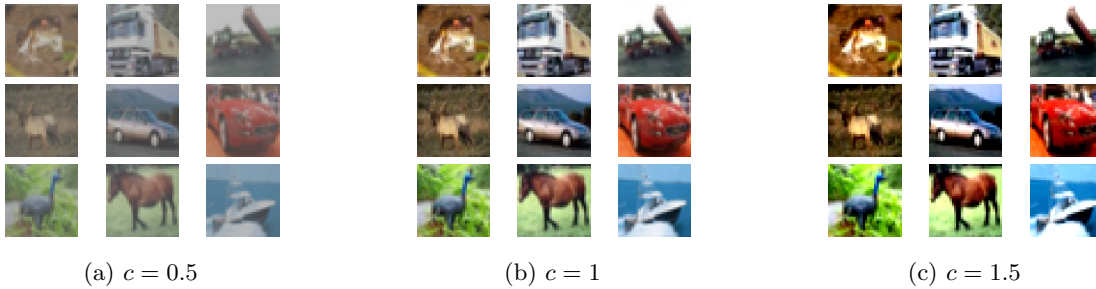 (a) c = 0.5
(b) c = 1
(c) c = 1.5